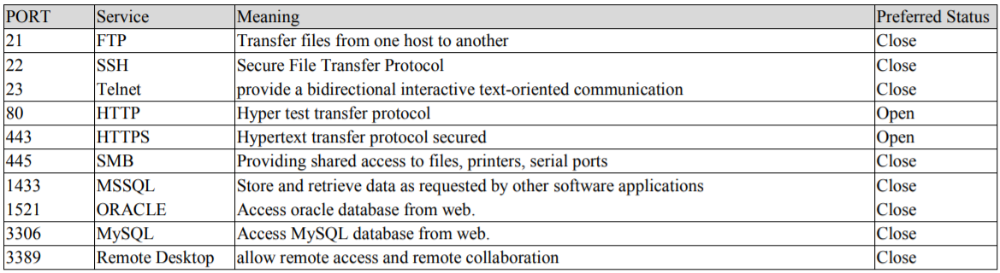 PORT Service Meaning Preferred Status
21 FTP Transfer files from one host to another Close
22 SSH Secure File Transfer Protocol Close
23 Telnet provide a bidirectional interactive text-oriented communication Close
80 HTTP Hyper test transfer protocol Open
443 HTTPS Hypertext transfer protocol secured Open
445 SMB Providing shared access to files, printers, serial ports Close
1433 MSSQL Store and retrieve data as requested by other software applications Close
1521 ORACLE Access oracle database from web. Close
3306 MySQL Access MySQL database from web. Close
3389 Remote Desktop allow remote access and remote collaboration Close